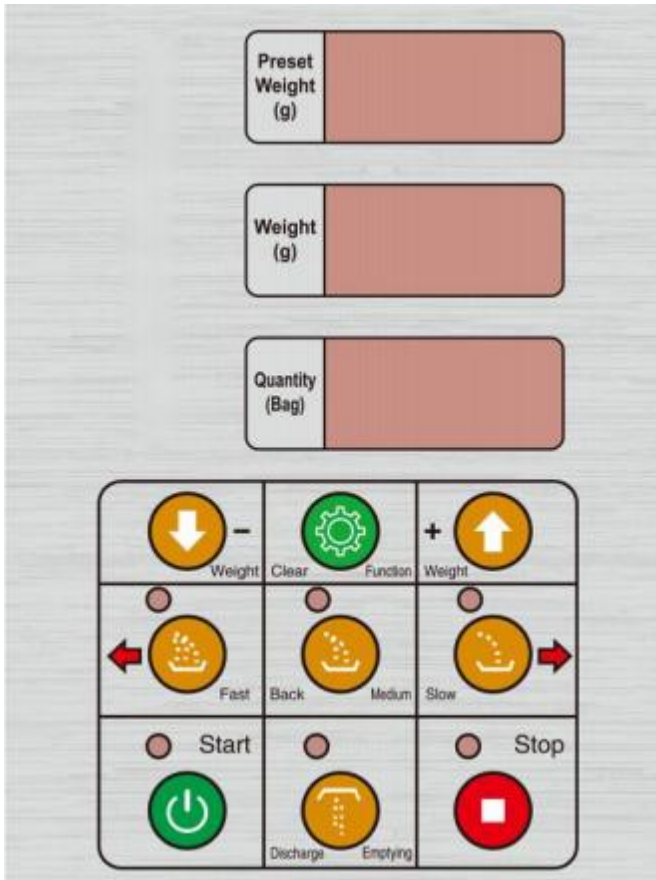 Preset
Weight
(g)
Weight
(g)
Quantity
(Bag)
-
+
Weight
Clear
Function
Weight
Fast
Back
Medium
Slow
Start
Stop
Discharge
Emptying